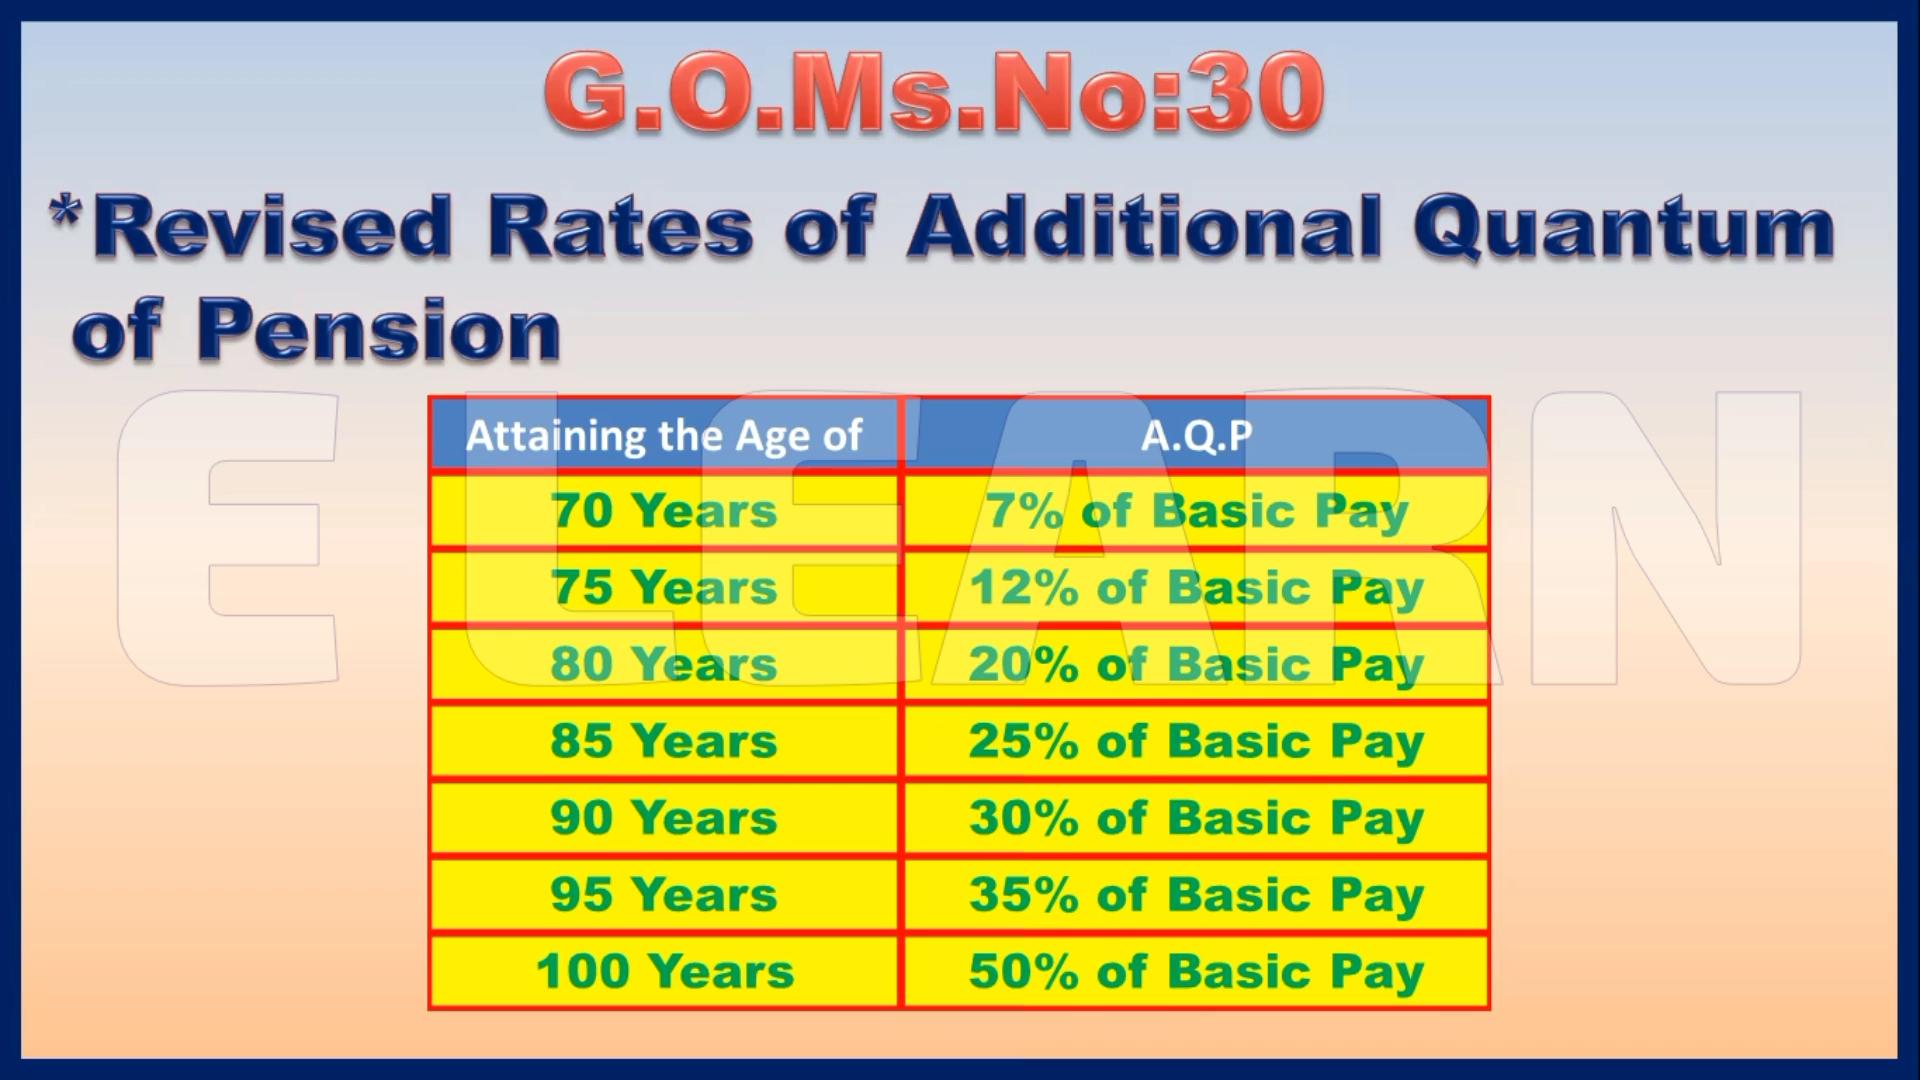 G.O.Ms.No:30
*Revised Rates of Additional Quantum
of Pension
Attaining the Age of A.Q.P
70 Years 7% of Basic Pay
75 Years 12% of Basic Pay
80 Years 20% of Basic Pay
85 Years 25% of Basic Pay
90 Years 30% of Basic Pay
95 Years 35% of Basic Pay
100 Years 50% of Basic Pay
E LEARN